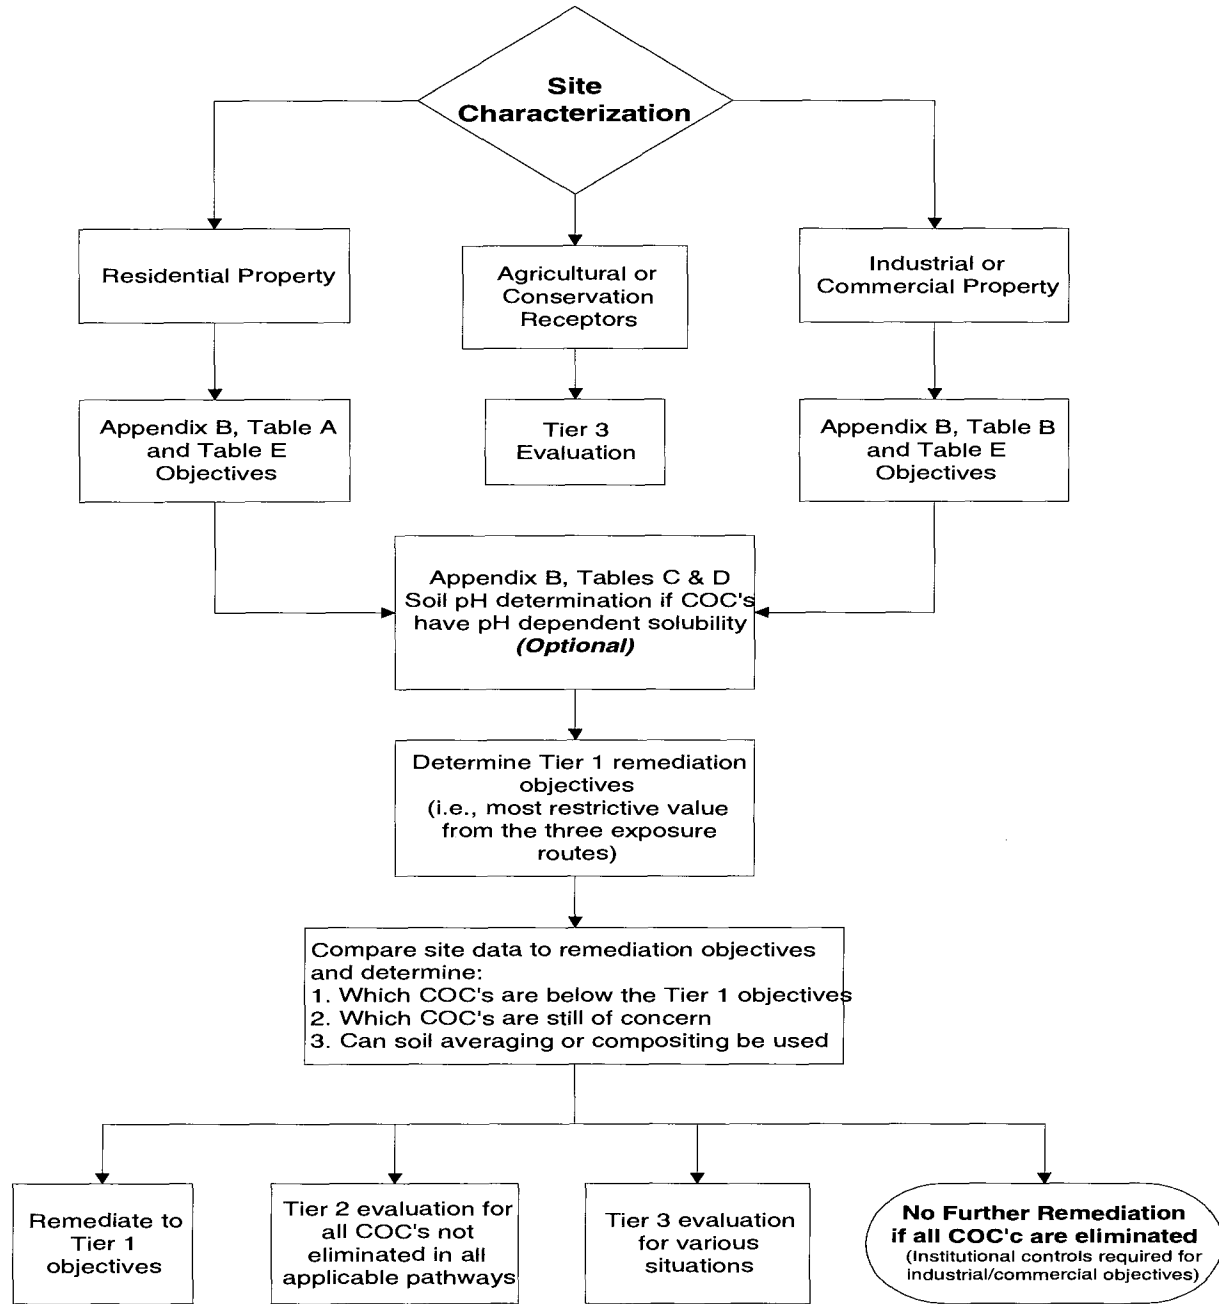 Site
Characterization
Residential Property
Agricultural or
Conservation
Receptors
Industrial or
Commercial Property
Appendix B, Table A
and Table E
Objectives
Tier 3
Evaluation
Appendix B, Table B
and Table E
Objectives
Appendix B, Tables C & D
Soil pH determination if COC's
have pH dependent solubility
(Optional)
Determine Tier 1 remediation
objectives
(i.e., most restrictive value
from the three exposure
routes)
Compare site data to remediation objectives
and determine:
1. Which COC's are below the Tier 1 objectives
2. Which COC's are still of concern
3. Can soil averaging or compositing be used
Remediate to
Tier 1
objectives
Tier 2 evaluation for
all COC's not
eliminated in all
applicable pathways
Tier 3 evaluation
for various
situations
No Further Remediation
if all COC'c are eliminated
(Institutional controls required for
industrial/commercial objectives)